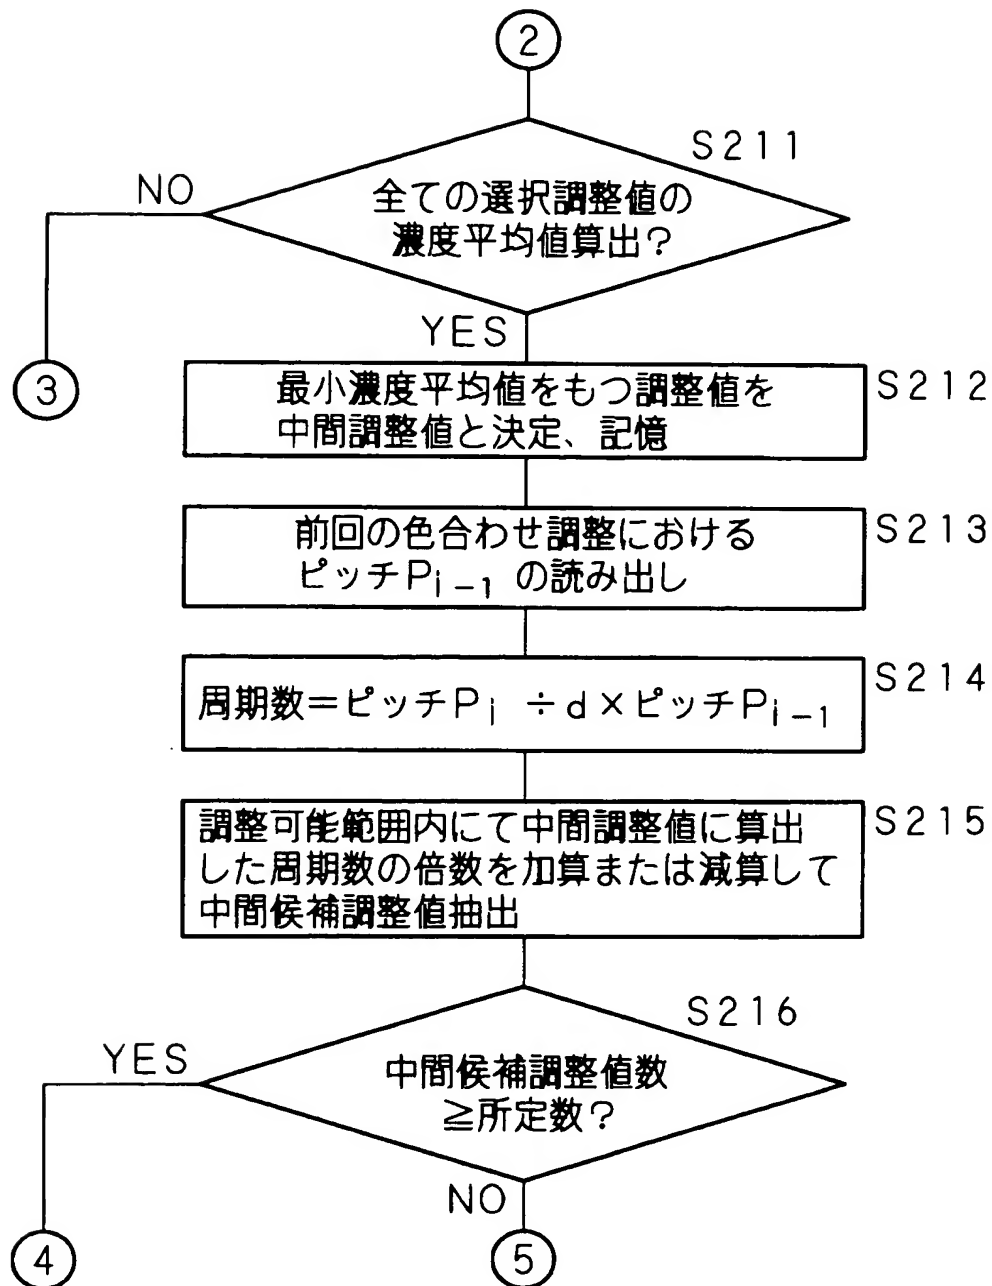 ②
S211
NO
全ての選択調整値の
濃度平均値算出?
YES
③
最小濃度平均値をもつ調整値を
中間調整値と決定、記憶
S212
前回の色合わせ調整における
ピッチPi-1 の読み出し
S213
周期数=ピッチPi ÷d×ピッチPi-1
S214
調整可能範囲内にて中間調整値に算出
した周期数の倍数を加算または減算して
中間候補調整値抽出
S215
S216
YES
中間候補調整値数
≧所定数?
NO
④
⑤